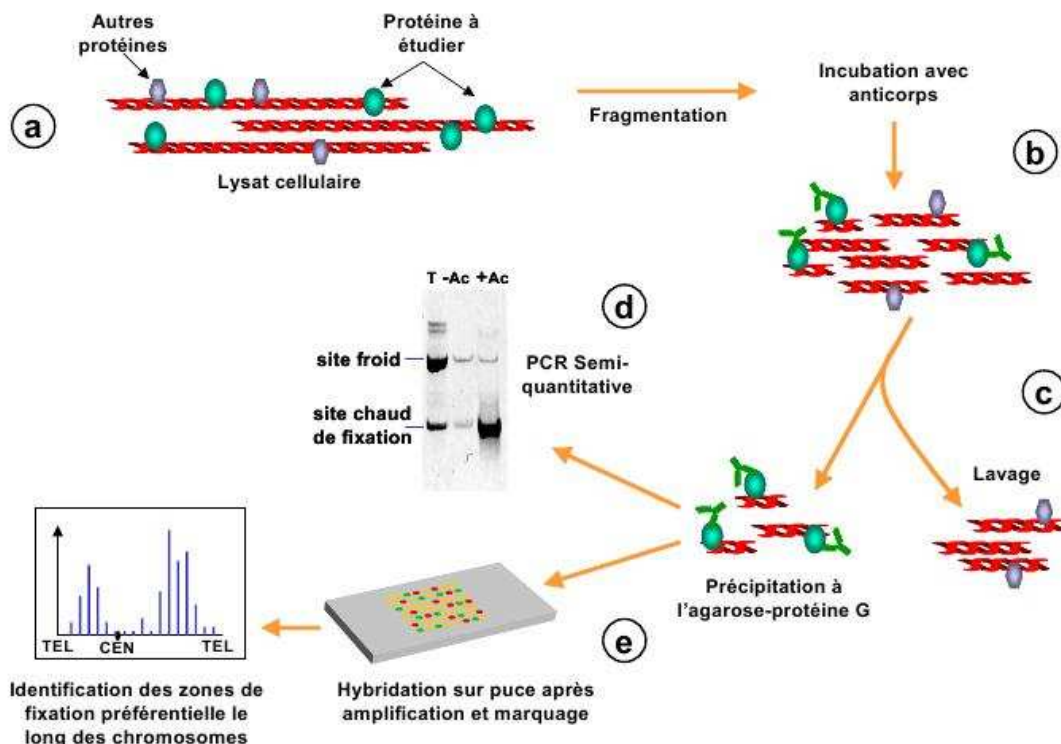 Autres
protéines
Protéine à
étudier
a
Lysat cellulaire
Fragmentation
Incubation avec
anticorps
b
T -Ac +Ac
site froid
site chaud
de fixation
d
PCR Semi-
quantitative
c
Lavage
Précipitation à
l'agarose-protéine G
TEL
CEN
TEL
e
Identification des zones de
fixation préférentielle le
long des chromosomes
Hybridation sur puce après
amplification et marquage